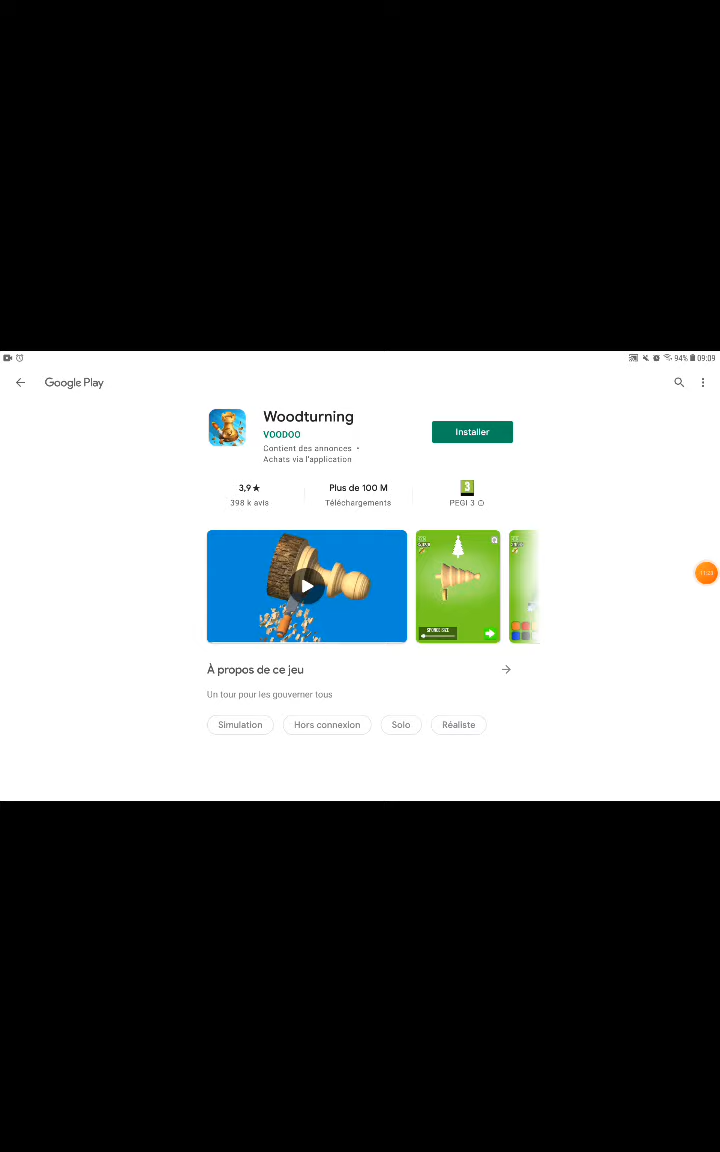 94% 09:09
Google Play
Woodturning
VOODOO
Contient des annonces •
Achats via l'application
Installer
3,9★
398 k avis
Plus de 100 M
Téléchargements
3
PEGI 3
SPONGE SIZE
À propos de ce jeu
Un tour pour les gouverner tous
Simulation
Hors connexion
Solo
Réaliste